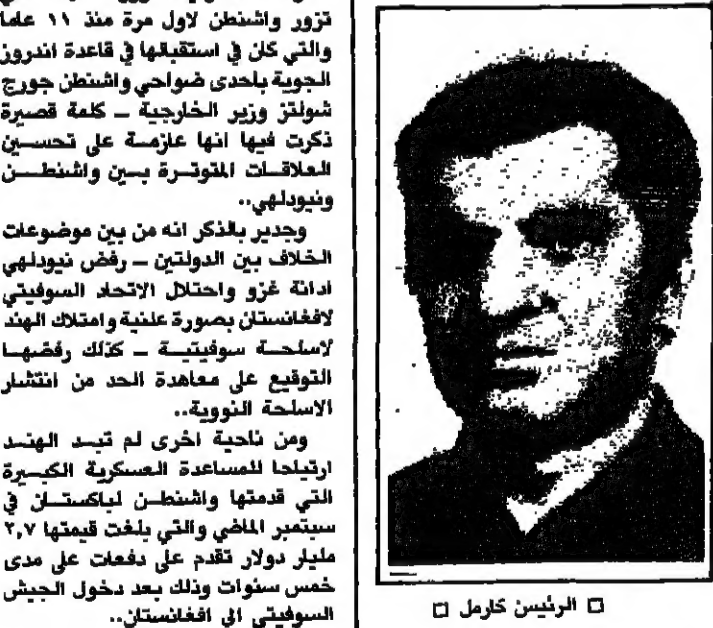 تزور واشنطن لاول مرة منذ ١١ عاما
والتي كان في استقبالها في قاعدة اندروز
الجوية باحدى ضواحي واشنطن جورج
شولتز وزير الخارجية ــ كلمة قصيرة
ذكرت فيها انها عازمة على تحسين
العلاقات المتوترة بين واشنطن
ونيودلهي..
وجدير بالذكر انه من بين موضوعات
الخلاف بين الدولتين ــ رفض نيودلهي
ادانة غزو واحتلال الاتحاد السوفيتي
لافغانستان بصورة علنية وامتلاك الهند
لاسلحة سوفيتية ــ كذلك رفضها
التوقيع على معاهدة الحد من انتشار
الاسلحة النووية..
ومن ناحية اخرى لم تبد الهند
ارتياحا للمساعدة العسكرية الكبيرة
التي قدمتها واشنطن لباكستان في
سبتمبر الماضي والتي بلغت قيمتها ٢,٧
مليار دولار تقدم على دفعات على مدى
خمس سنوات وذلك بعد دخول الجيش
السوفيتي الى افغانستان..
□ الرئيس كارمل □